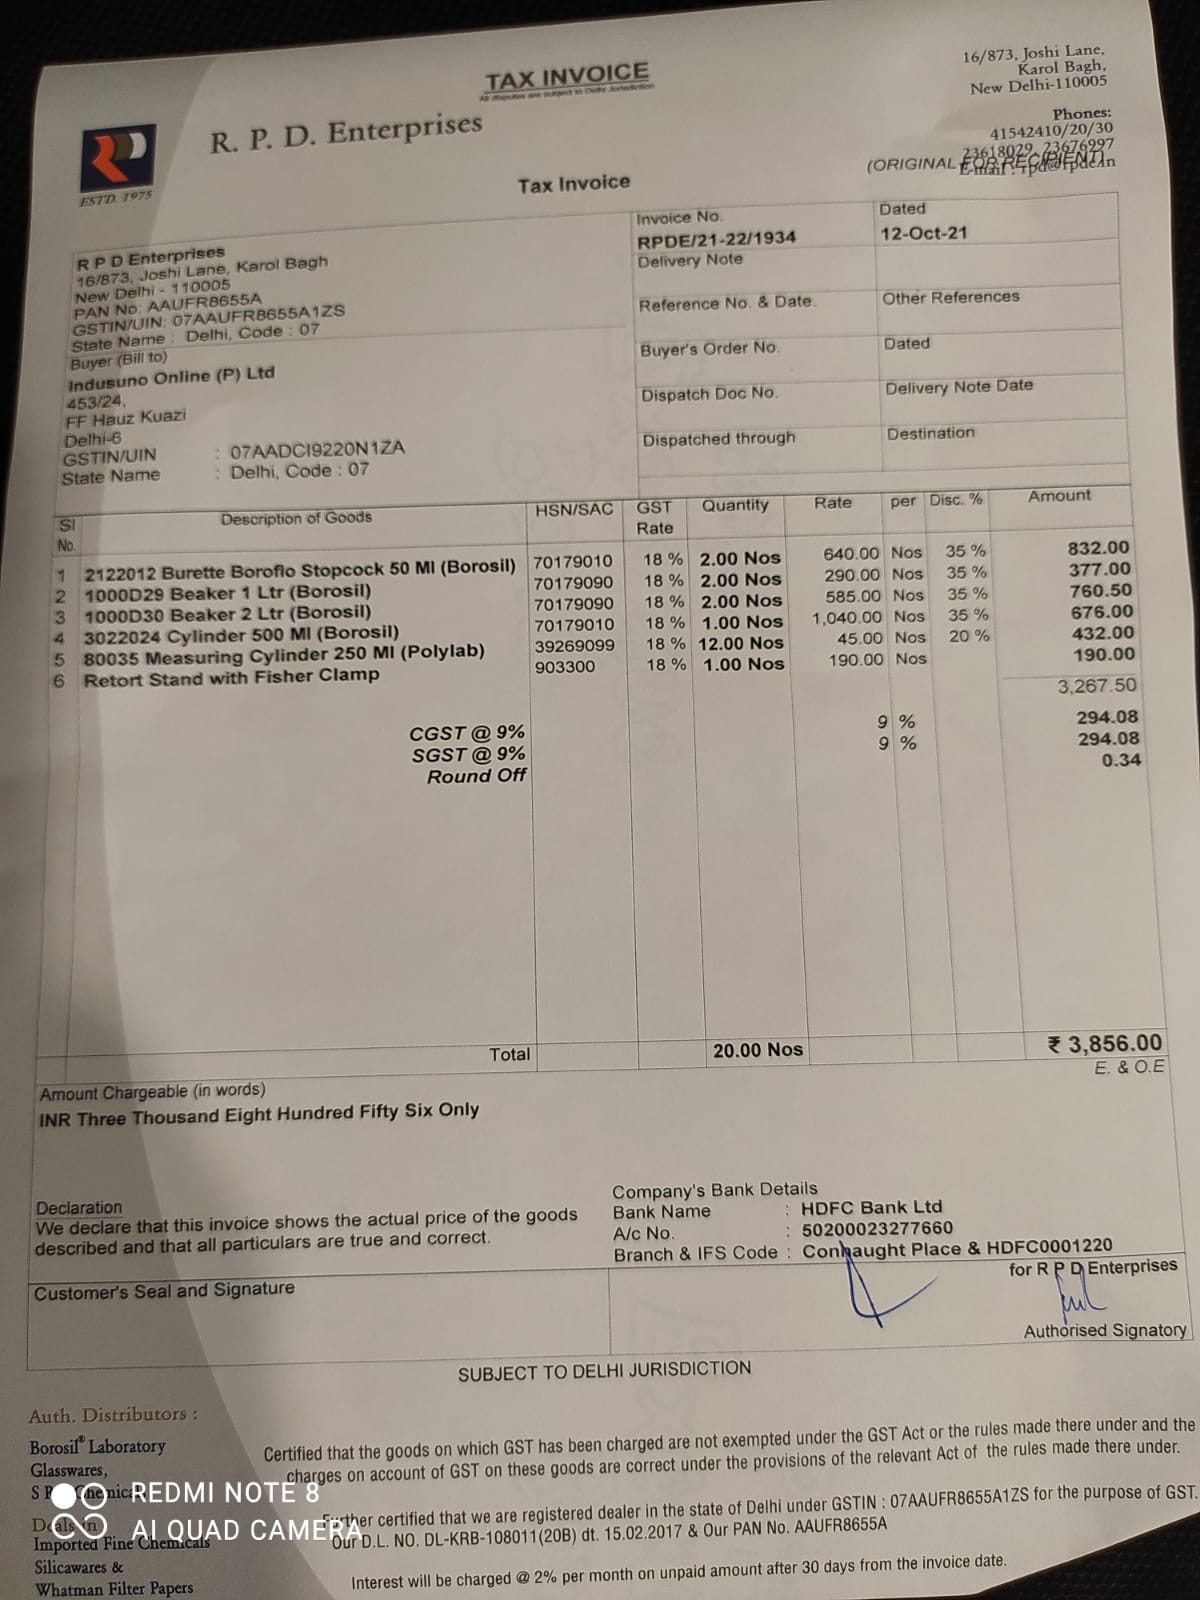 TAX INVOICE
All disputes are subject to Delhi Jurisdiction
R. P. D. Enterprises
ESTD. 1975
16/873, Joshi Lane,
Karol Bagh,
New Delhi-110005
Phones:
41542410/20/30
23618029, 23676997
E-mail : rpd@rpde.in
(ORIGINAL FOR RECIPIENT)
Tax Invoice
R P D Enterprises
16/873, Joshi Lane, Karol Bagh
New Delhi - 110005
PAN No: AAUFR8655A
GSTIN/UIN: 07AAUFR8655A1ZS
State Name : Delhi, Code : 07
Buyer (Bill to)
Indusuno Online (P) Ltd
453/24,
FF Hauz Kuazi
Delhi-6
GSTIN/UIN : 07AADCI9220N1ZA
State Name : Delhi, Code : 07
Invoice No. Dated
RPDE/21-22/1934 12-Oct-21
Delivery Note
Reference No. & Date. Other References
Buyer's Order No. Dated
Dispatch Doc No. Delivery Note Date
Dispatched through Destination
Sl No. Description of Goods HSN/SAC GST Rate Quantity Rate per Disc. % Amount
1 2122012 Burette Boroflo Stopcock 50 Ml (Borosil) 70179010 18 % 2.00 Nos 640.00 Nos 35 % 832.00
2 1000D29 Beaker 1 Ltr (Borosil) 70179090 18 % 2.00 Nos 290.00 Nos 35 % 377.00
3 1000D30 Beaker 2 Ltr (Borosil) 70179090 18 % 2.00 Nos 585.00 Nos 35 % 760.50
4 3022024 Cylinder 500 Ml (Borosil) 70179010 18 % 1.00 Nos 1,040.00 Nos 35 % 676.00
5 80035 Measuring Cylinder 250 Ml (Polylab) 39269099 18 % 12.00 Nos 45.00 Nos 20 % 432.00
6 Retort Stand with Fisher Clamp 903300 18 % 1.00 Nos 190.00 Nos 190.00
3,267.50
CGST @ 9% 9 % 294.08
SGST @ 9% 9 % 294.08
Round Off 0.34
Total 20.00 Nos ₹ 3,856.00
E. & O.E
Amount Chargeable (in words)
INR Three Thousand Eight Hundred Fifty Six Only
Declaration
We declare that this invoice shows the actual price of the goods
described and that all particulars are true and correct.
Company's Bank Details
Bank Name : HDFC Bank Ltd
A/c No. : 50200023277660
Branch & IFS Code : Connaught Place & HDFC0001220
Customer's Seal and Signature
for R P D Enterprises
Authorised Signatory
SUBJECT TO DELHI JURISDICTION
Auth. Distributors :
Borosil® Laboratory
Glasswares,
Deals in
Imported Fine Chemicals
Silicawares &
Whatman Filter Papers
Certified that the goods on which GST has been charged are not exempted under the GST Act or the rules made there under and the
charges on account of GST on these goods are correct under the provisions of the relevant Act of the rules made there under.
Further certified that we are registered dealer in the state of Delhi under GSTIN : 07AAUFR8655A1ZS for the purpose of GST.
Our D.L. NO. DL-KRB-108011(20B) dt. 15.02.2017 & Our PAN No. AAUFR8655A
Interest will be charged @ 2% per month on unpaid amount after 30 days from the invoice date.
REDMI NOTE 8
AI QUAD CAMERA